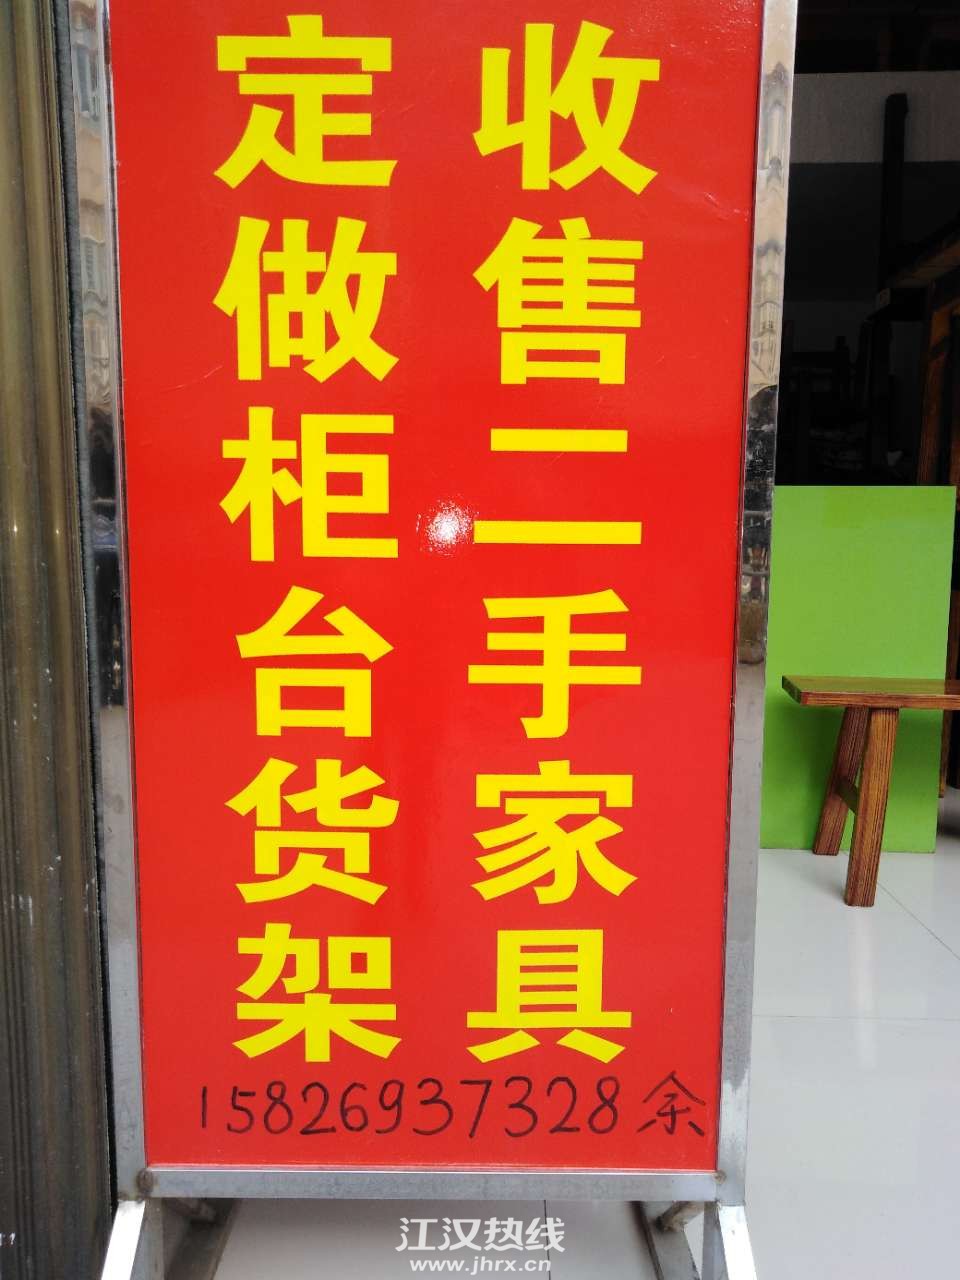 收售二手家具
定做柜台货架
15826937328余
江汉热线
www.jhrx.cn